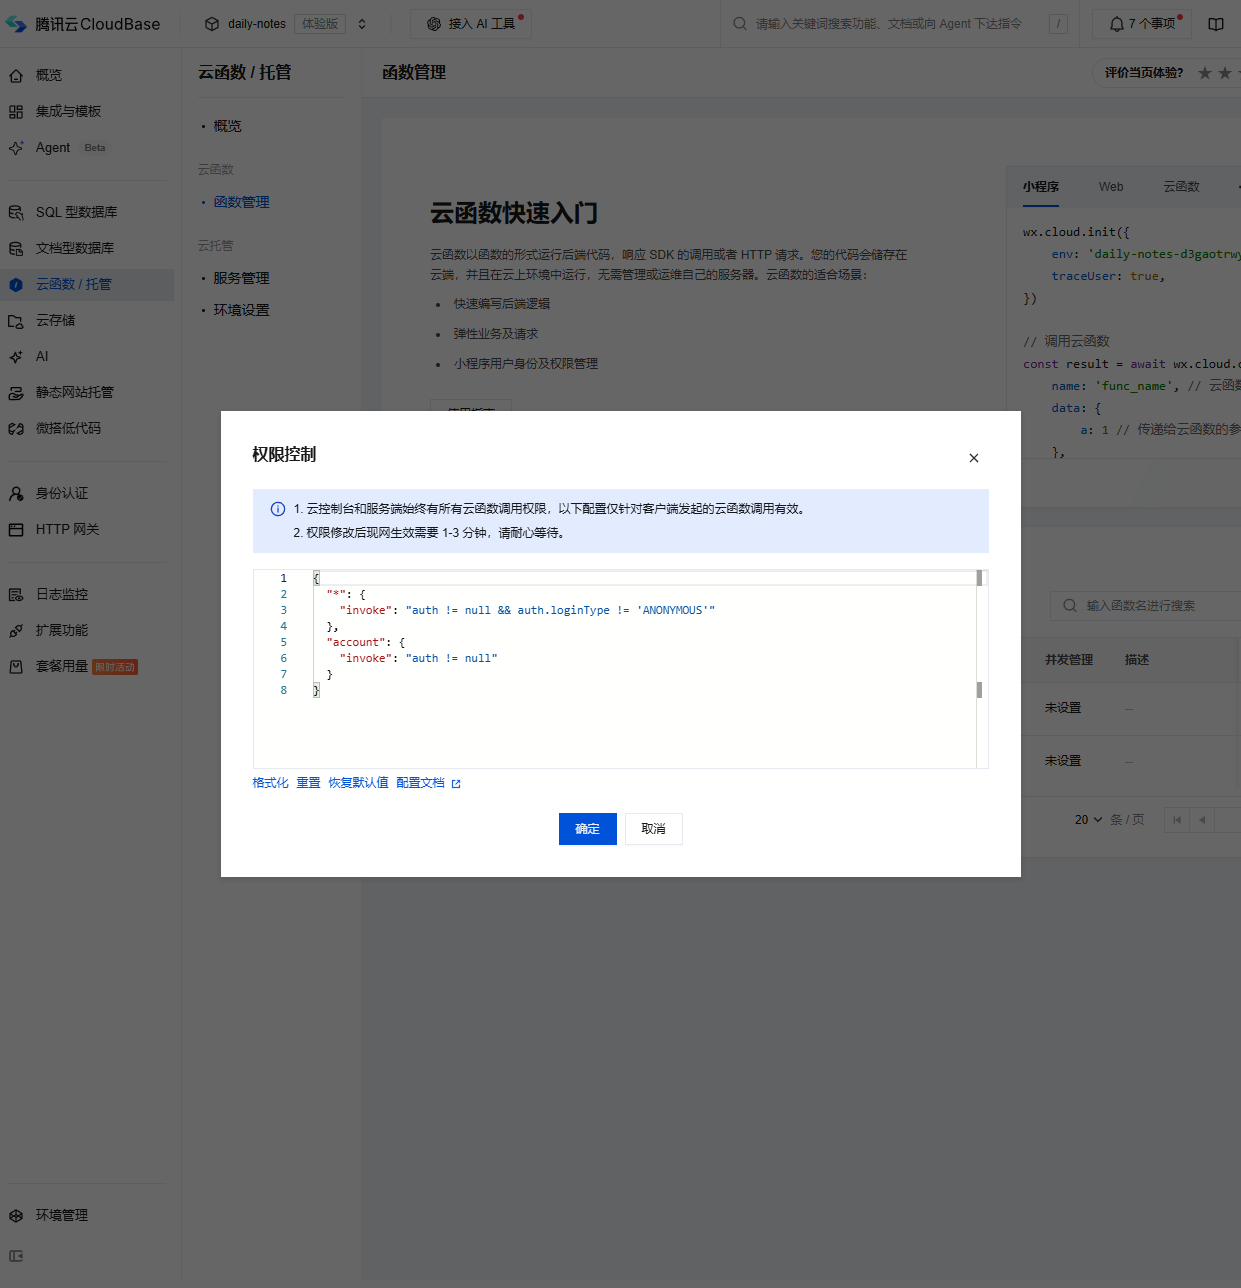 腾讯云 CloudBase
daily-notes 体验版
接入 AI 工具
请输入关键词搜索功能、文档或向 Agent 下达指令 /
7 个事项
概览
集成与模板
Agent Beta
SQL 型数据库
文档型数据库
云函数 / 托管
云存储
AI
静态网站托管
微搭低代码
身份认证
HTTP 网关
日志监控
扩展功能
套餐用量 限时活动
环境管理
云函数 / 托管
概览
云函数
函数管理
云托管
服务管理
环境设置
函数管理
评价当页体验?
云函数快速入门
云函数以函数的形式运行后端代码，响应 SDK 的调用或者 HTTP 请求。您的代码会储存在
云端，并且在云上环境中运行，无需管理或运维自己的服务器。云函数的适合场景：
快速编写后端逻辑
弹性业务及请求
小程序用户身份及权限管理
小程序 Web 云函数
wx.cloud.init({
env: 'daily-notes-d3gaotrwy
traceUser: true,
})
// 调用云函数
const result = await wx.cloud.c
name: 'func_name', // 云函数
data: {
a: 1 // 传递给云函数的参
},
输入函数名进行搜索
并发管理 描述
未设置 --
未设置 --
20 条 / 页
权限控制
1. 云控制台和服务端始终有所有云函数调用权限，以下配置仅针对客户端发起的云函数调用有效。
2. 权限修改后现网生效需要 1-3 分钟，请耐心等待。
1 {
2 "*": {
3 "invoke": "auth != null && auth.loginType != 'ANONYMOUS'"
4 },
5 "account": {
6 "invoke": "auth != null"
7 }
8 }
格式化 重置 恢复默认值 配置文档
确定 取消